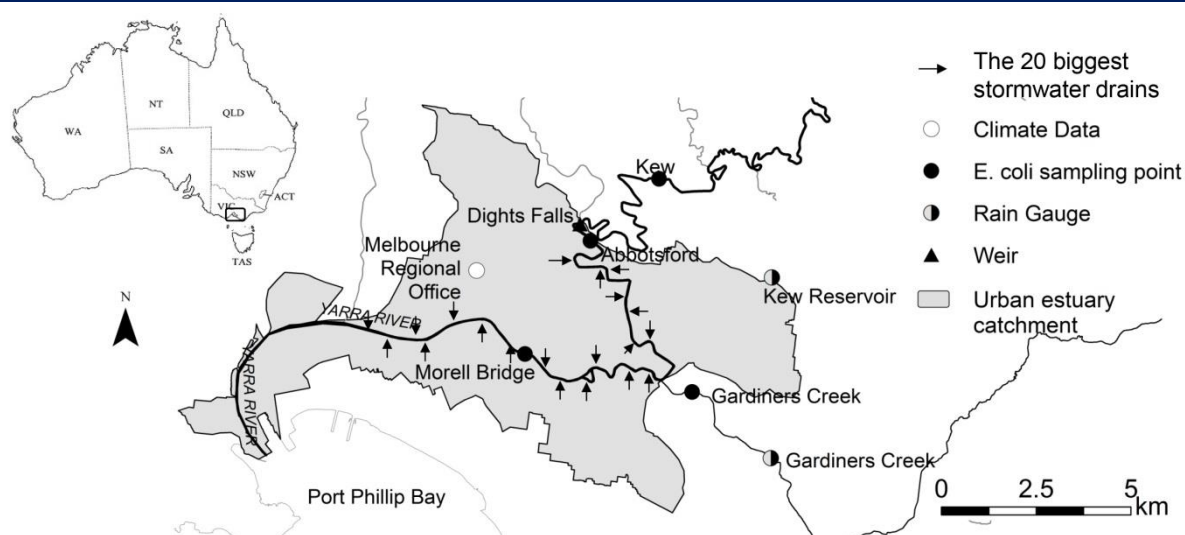 WA
NT
SA
QLD
NSW
ACT
VIC
TAS
N
Kew
Dights Falls
Abbotsford
Melbourne
Regional
Office
Kew Reservoir
YARRA RIVER
YARRA RIVER
Morell Bridge
Gardiners Creek
Gardiners Creek
Port Phillip Bay
The 20 biggest
stormwater drains
Climate Data
E. coli sampling point
Rain Gauge
Weir
Urban estuary
catchment
0 2.5 5
km